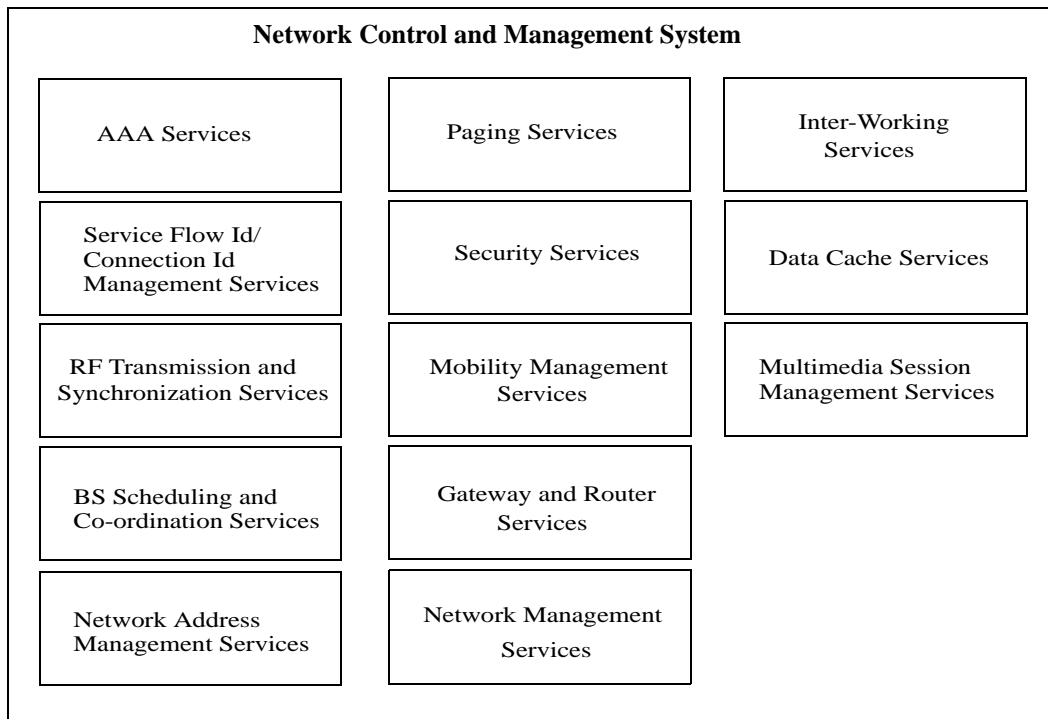 Network Control and Management System
AAA Services
Paging Services
Inter-Working
Services
Service Flow Id/
Connection Id
Management Services
Security Services
Data Cache Services
RF Transmission and
Synchronization Services
Mobility Management
Services
Multimedia Session
Management Services
BS Scheduling and
Co-ordination Services
Gateway and Router
Services
Network Address
Management Services
Network Management
Services